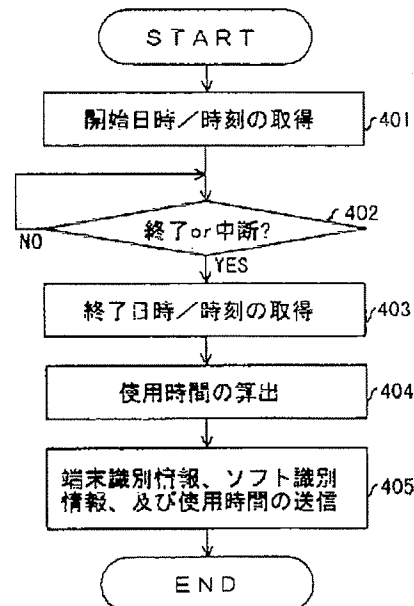 START
開始日時／時刻の取得
401
402
終了or中断?
NO
YES
終了日時／時刻の取得
403
使用時間の算出
404
端末識別情報、ソフト識別
情報、及び使用時間の送信
405
END